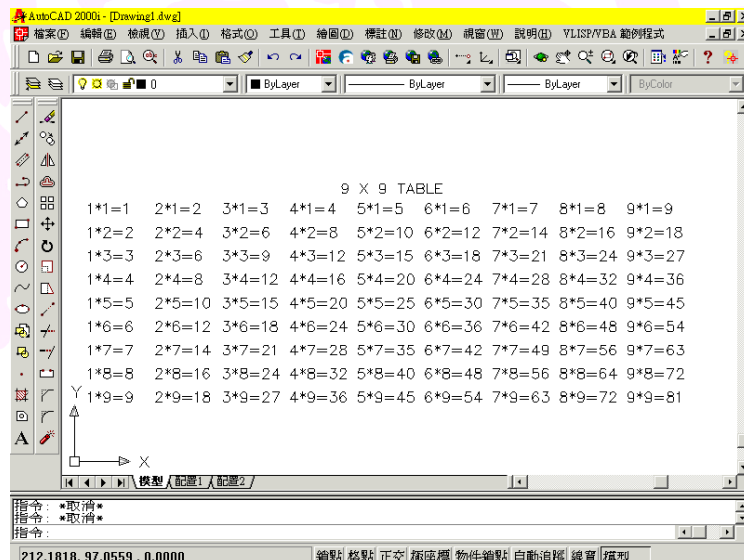 AutoCAD 2000i - [Drawing1.dwg]
檔案(F) 編輯(E) 檢視(V) 插入(I) 格式(O) 工具(T) 繪圖(D) 標註(N) 修改(M) 視窗(W) 說明(H) VLISP/VBA 範例程式
0 ByLayer ByLayer ByLayer ByColor
9 X 9 TABLE
1*1=1 2*1=2 3*1=3 4*1=4 5*1=5 6*1=6 7*1=7 8*1=8 9*1=9
1*2=2 2*2=4 3*2=6 4*2=8 5*2=10 6*2=12 7*2=14 8*2=16 9*2=18
1*3=3 2*3=6 3*3=9 4*3=12 5*3=15 6*3=18 7*3=21 8*3=24 9*3=27
1*4=4 2*4=8 3*4=12 4*4=16 5*4=20 6*4=24 7*4=28 8*4=32 9*4=36
1*5=5 2*5=10 3*5=15 4*5=20 5*5=25 6*5=30 7*5=35 8*5=40 9*5=45
1*6=6 2*6=12 3*6=18 4*6=24 5*6=30 6*6=36 7*6=42 8*6=48 9*6=54
1*7=7 2*7=14 3*7=21 4*7=28 5*7=35 6*7=42 7*7=49 8*7=56 9*7=63
1*8=8 2*8=16 3*8=24 4*8=32 5*8=40 6*8=48 7*8=56 8*8=64 9*8=72
Y 1*9=9 2*9=18 3*9=27 4*9=36 5*9=45 6*9=54 7*9=63 8*9=72 9*9=81
A
X
模型 配置1 配置2
指令: *取消*
指令: *取消*
指令:
212.1818, 97.0559 , 0.0000 鎖點 格點 正交 極座標 物件鎖點 自動追蹤 線寬 模型